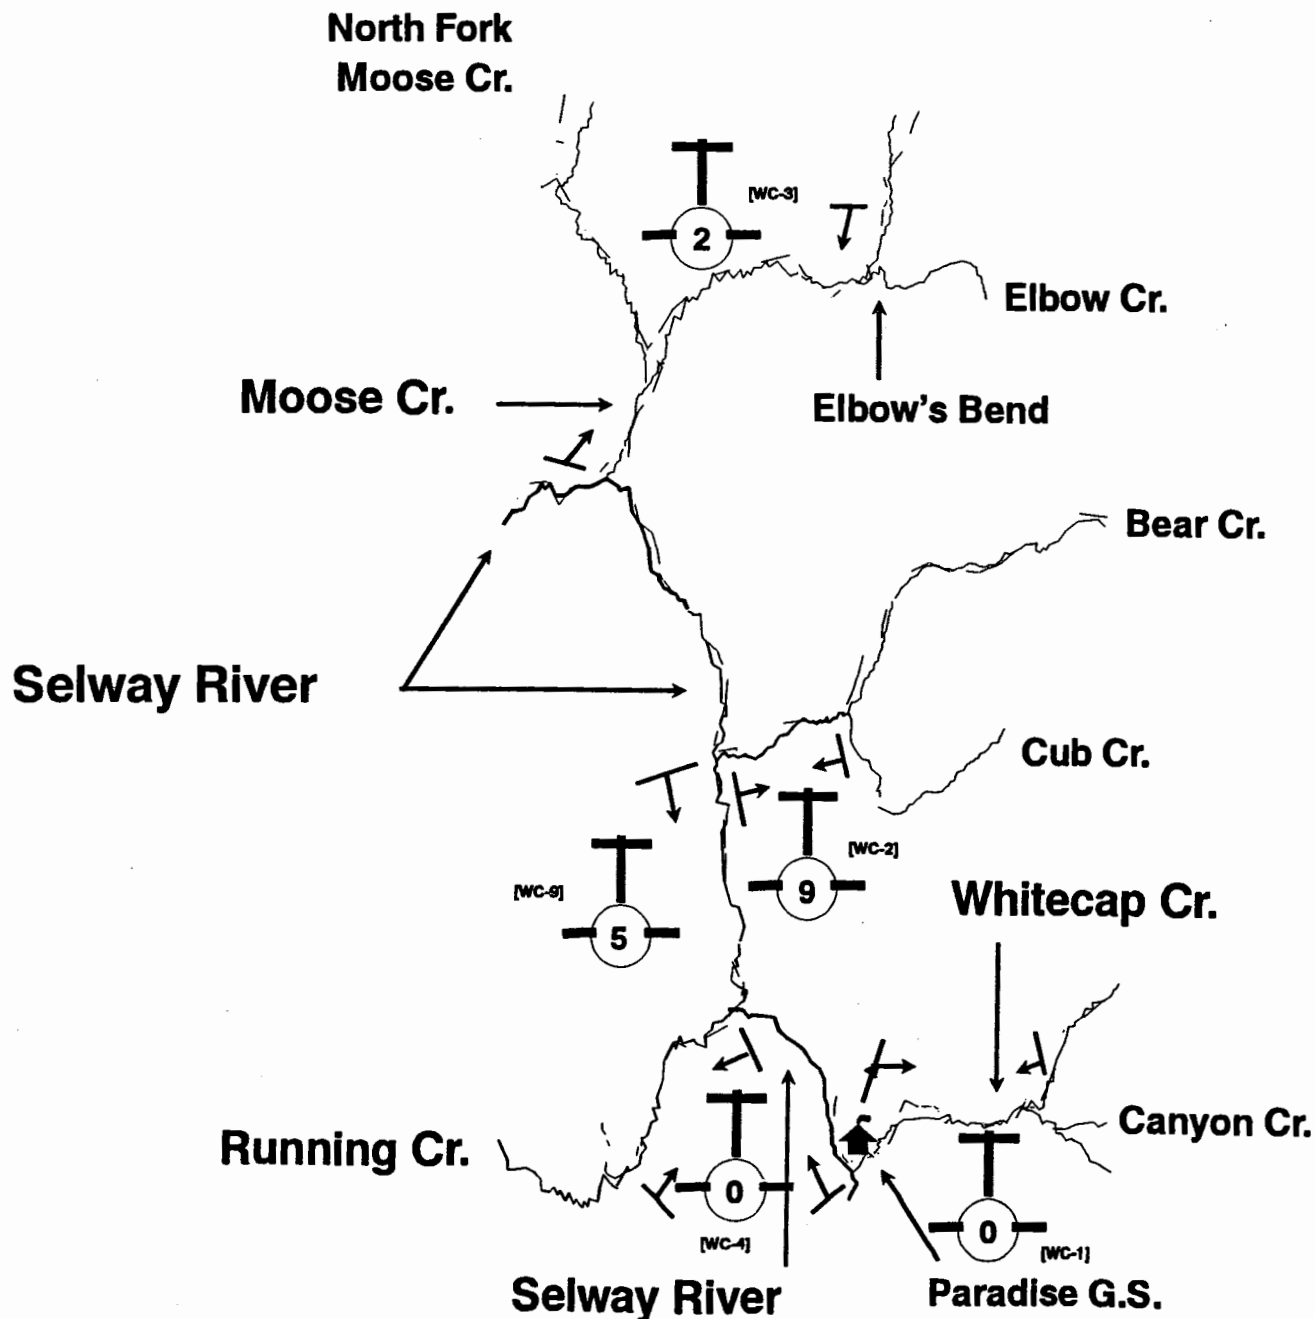 North Fork
Moose Cr.
[WC-3]
2
Elbow Cr.
Moose Cr.
Elbow's Bend
Bear Cr.
Selway River
Cub Cr.
[WC-2]
[WC-9]
9
Whitecap Cr.
5
Canyon Cr.
Running Cr.
0
0
[WC-4]
[WC-1]
Selway River
Paradise G.S.